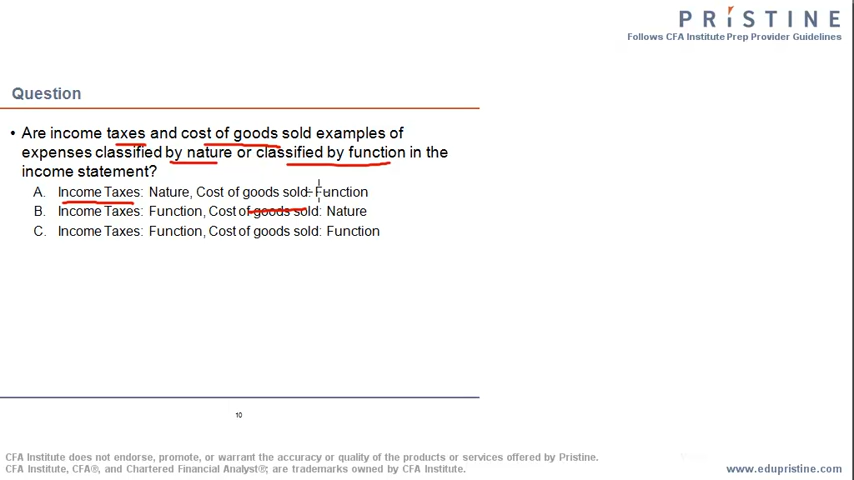 PRISTINE
Follows CFA Institute Prep Provider Guidelines
Question
• Are income taxes and cost of goods sold examples of
expenses classified by nature or classified by function in the
income statement?
A. Income Taxes: Nature, Cost of goods sold: Function
B. Income Taxes: Function, Cost of goods sold: Nature
C. Income Taxes: Function, Cost of goods sold: Function
10
CFA Institute does not endorse, promote, or warrant the accuracy or quality of the products or services offered by Pristine.
CFA Institute, CFA®, and Chartered Financial Analyst®; are trademarks owned by CFA Institute.
www.edupristine.com